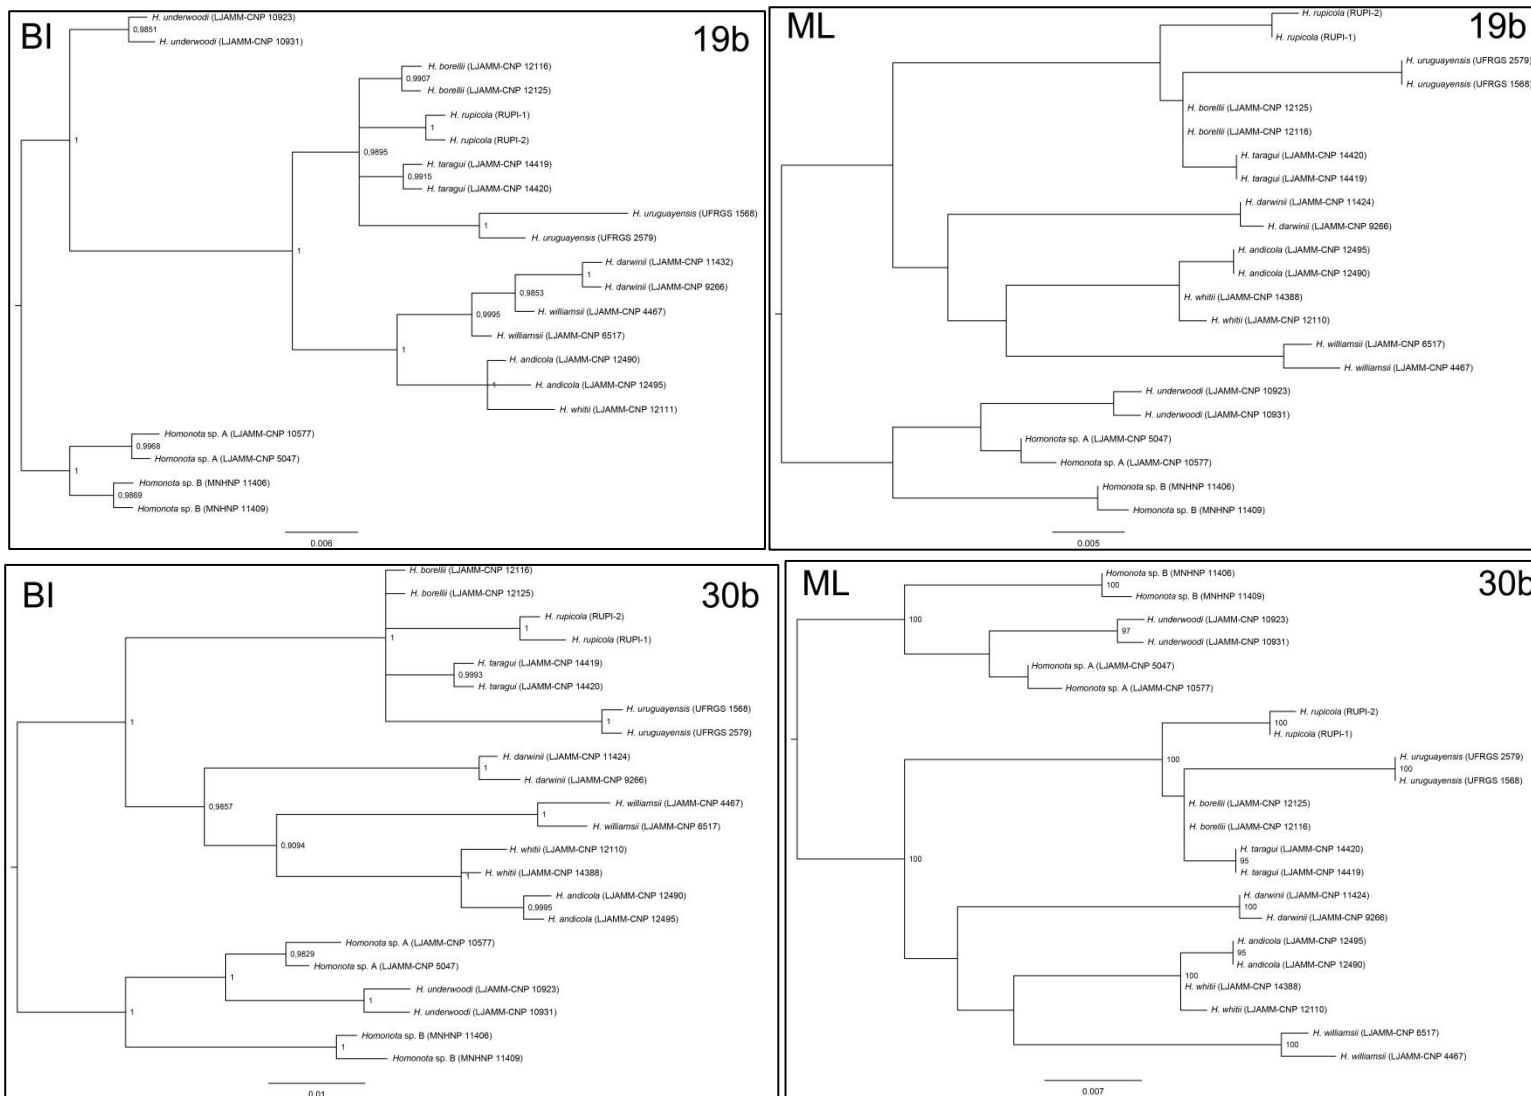 BI
19b
H. underwoodi (LJAMM-CNP 10923)
0,9851
H. underwoodi (LJAMM-CNP 10931)
H. borellii (LJAMM-CNP 12116)
0,9907
H. borellii (LJAMM-CNP 12125)
H. rupicola (RUPI-1)
1
1
H. rupicola (RUPI-2)
0,9895
H. taragui (LJAMM-CNP 14419)
0,9915
H. taragui (LJAMM-CNP 14420)
H. uruguayensis (UFRGS 1568)
1
H. uruguayensis (UFRGS 2579)
1
H. darwinii (LJAMM-CNP 11432)
1
H. darwinii (LJAMM-CNP 9266)
0,9853
H. williamsii (LJAMM-CNP 4467)
0,9995
H. williamsii (LJAMM-CNP 6517)
1
H. andicola (LJAMM-CNP 12490)
1
H. andicola (LJAMM-CNP 12495)
H. whitii (LJAMM-CNP 12111)
Homonota sp. A (LJAMM-CNP 10577)
0,9968
Homonota sp. A (LJAMM-CNP 5047)
1
Homonota sp. B (MNHNP 11406)
0,9869
Homonota sp. B (MNHNP 11409)
0.006
ML
19b
H. rupicola (RUPI-2)
H. rupicola (RUPI-1)
H. uruguayensis (UFRGS 2579)
H. uruguayensis (UFRGS 1568)
H. borellii (LJAMM-CNP 12125)
H. borellii (LJAMM-CNP 12116)
H. taragui (LJAMM-CNP 14420)
H. taragui (LJAMM-CNP 14419)
H. darwinii (LJAMM-CNP 11424)
H. darwinii (LJAMM-CNP 9266)
H. andicola (LJAMM-CNP 12495)
H. andicola (LJAMM-CNP 12490)
H. whitii (LJAMM-CNP 14388)
H. whitii (LJAMM-CNP 12110)
H. williamsii (LJAMM-CNP 6517)
H. williamsii (LJAMM-CNP 4467)
H. underwoodi (LJAMM-CNP 10923)
H. underwoodi (LJAMM-CNP 10931)
Homonota sp. A (LJAMM-CNP 5047)
Homonota sp. A (LJAMM-CNP 10577)
Homonota sp. B (MNHNP 11406)
Homonota sp. B (MNHNP 11409)
0.005
BI
30b
H. borellii (LJAMM-CNP 12116)
H. borellii (LJAMM-CNP 12125)
H. rupicola (RUPI-2)
1
1
H. rupicola (RUPI-1)
H. taragui (LJAMM-CNP 14419)
0,9993
H. taragui (LJAMM-CNP 14420)
H. uruguayensis (UFRGS 1568)
1
1
H. uruguayensis (UFRGS 2579)
H. darwinii (LJAMM-CNP 11424)
1
H. darwinii (LJAMM-CNP 9266)
0,9857
H. williamsii (LJAMM-CNP 4467)
1
H. williamsii (LJAMM-CNP 6517)
0,9094
H. whitii (LJAMM-CNP 12110)
1
H. whitii (LJAMM-CNP 14388)
H. andicola (LJAMM-CNP 12490)
0,9995
H. andicola (LJAMM-CNP 12495)
Homonota sp. A (LJAMM-CNP 10577)
0,9829
Homonota sp. A (LJAMM-CNP 5047)
1
H. underwoodi (LJAMM-CNP 10923)
1
H. underwoodi (LJAMM-CNP 10931)
1
Homonota sp. B (MNHNP 11406)
1
Homonota sp. B (MNHNP 11409)
0.01
ML
30b
Homonota sp. B (MNHNP 11406)
100
Homonota sp. B (MNHNP 11409)
100
H. underwoodi (LJAMM-CNP 10923)
97
H. underwoodi (LJAMM-CNP 10931)
Homonota sp. A (LJAMM-CNP 5047)
Homonota sp. A (LJAMM-CNP 10577)
H. rupicola (RUPI-2)
100
H. rupicola (RUPI-1)
100
H. uruguayensis (UFRGS 2579)
100
H. uruguayensis (UFRGS 1568)
H. borellii (LJAMM-CNP 12125)
H. borellii (LJAMM-CNP 12116)
H. taragui (LJAMM-CNP 14420)
95
H. taragui (LJAMM-CNP 14419)
100
H. darwinii (LJAMM-CNP 11424)
100
H. darwinii (LJAMM-CNP 9266)
H. andicola (LJAMM-CNP 12495)
95
H. andicola (LJAMM-CNP 12490)
100
H. whitii (LJAMM-CNP 14388)
H. whitii (LJAMM-CNP 12110)
H. williamsii (LJAMM-CNP 6517)
100
H. williamsii (LJAMM-CNP 4467)
0.007